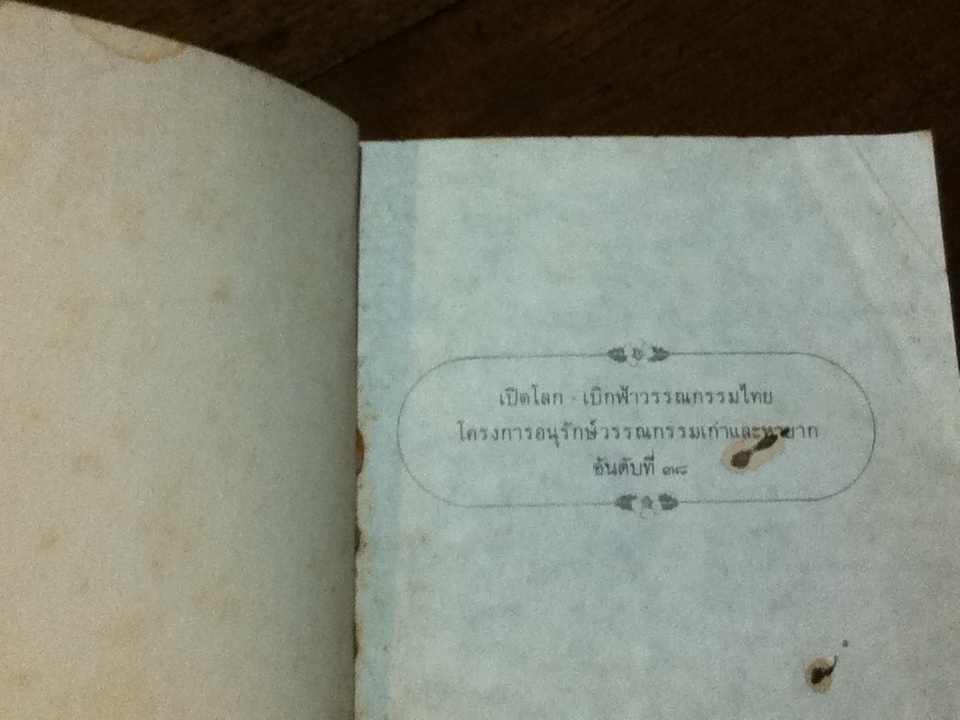 เปิดโลก - เบิกฟ้าวรรณกรรมไทย
โครงการอนุรักษ์วรรณกรรมเก่าและหายาก
อันดับที่ ๓๘